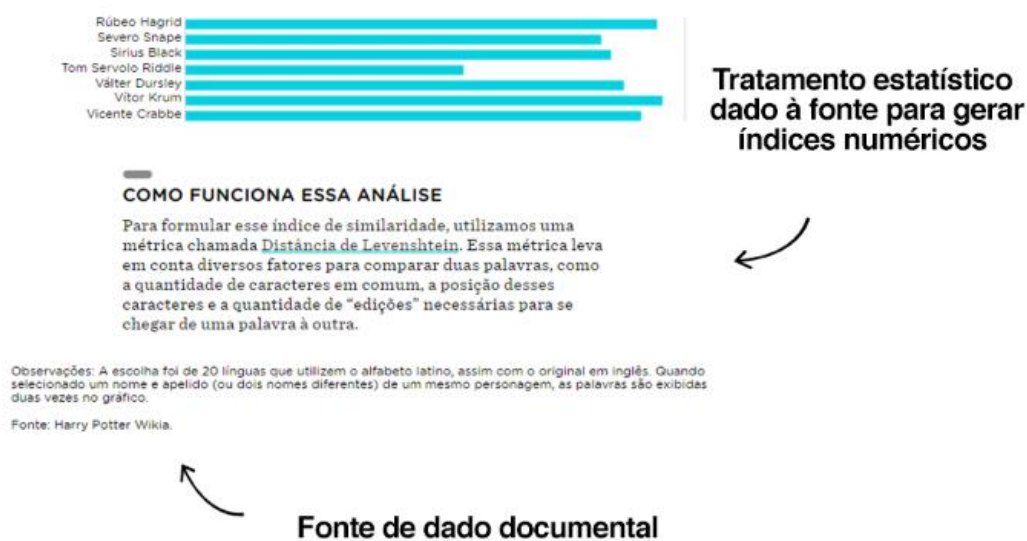 Rúbeo Hagrid
Severo Snape
Sirius Black
Tom Servolo Riddle
Válter Dursley
Vítor Krum
Vicente Crabbe
Tratamento estatístico
dado à fonte para gerar
índices numéricos
COMO FUNCIONA ESSA ANÁLISE
Para formular esse índice de similaridade, utilizamos uma
métrica chamada Distância de Levenshtein. Essa métrica leva
em conta diversos fatores para comparar duas palavras, como
a quantidade de caracteres em comum, a posição desses
caracteres e a quantidade de “edições” necessárias para se
chegar de uma palavra à outra.
Observações: A escolha foi de 20 línguas que utilizem o alfabeto latino, assim com o original em inglês. Quando
selecionado um nome e apelido (ou dois nomes diferentes) de um mesmo personagem, as palavras são exibidas
duas vezes no gráfico.
Fonte: Harry Potter Wikia.
Fonte de dado documental